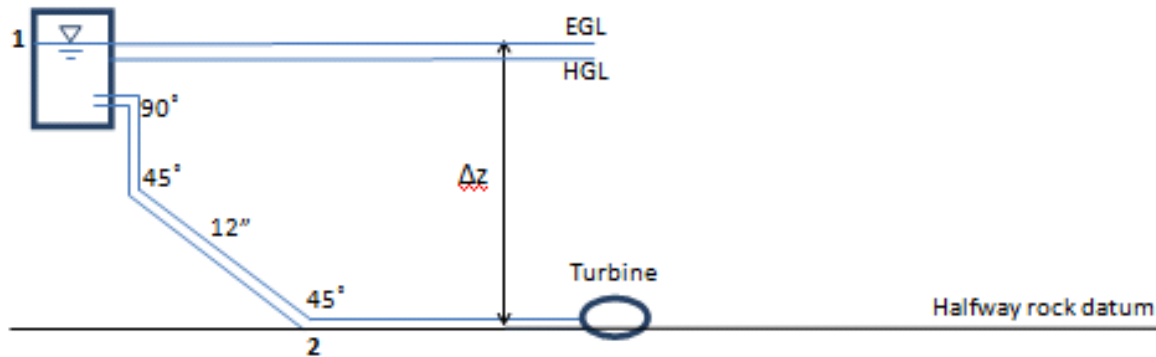 EGL
1
HGL
90˚
45˚
Δz
12”
Turbine
45˚
Halfway rock datum
2